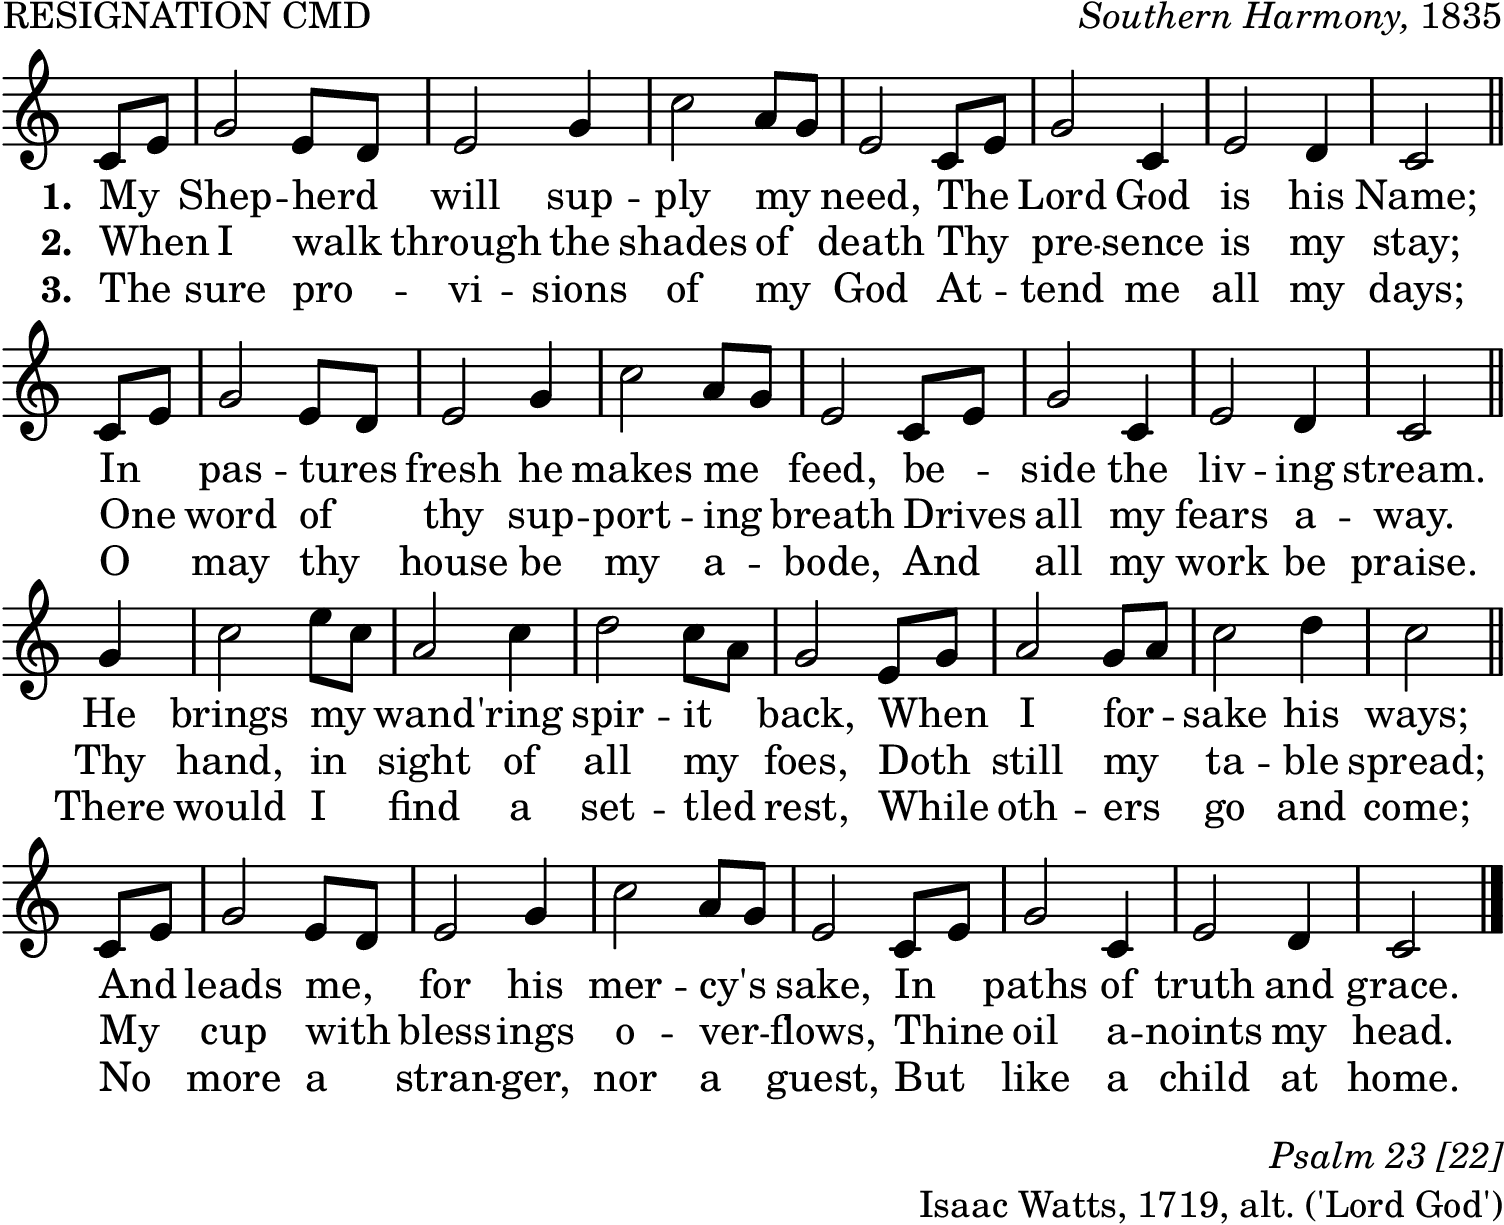 RESIGNATION CMD Southern Harmony, 1835
1. My Shep -- herd will sup -- ply my need, The Lord God is his Name;
2. When I walk through the shades of death Thy pre -- sence is my stay;
3. The sure pro -- vi -- sions of my God At -- tend me all my days;
In pas -- tures fresh he makes me feed, be -- side the liv -- ing stream.
One word of thy sup -- port -- ing breath Drives all my fears a -- way.
O may thy house be my a -- bode, And all my work be praise.
He brings my wand'ring spir -- it back, When I for -- sake his ways;
Thy hand, in sight of all my foes, Doth still my ta -- ble spread;
There would I find a set -- tled rest, While oth -- ers go and come;
And leads me, for his mer -- cy's sake, In paths of truth and grace.
My cup with bless -- ings o -- ver -- flows, Thine oil a -- noints my head.
No more a stran -- ger, nor a guest, But like a child at home.
Psalm 23 [22]
Isaac Watts, 1719, alt. ('Lord God')